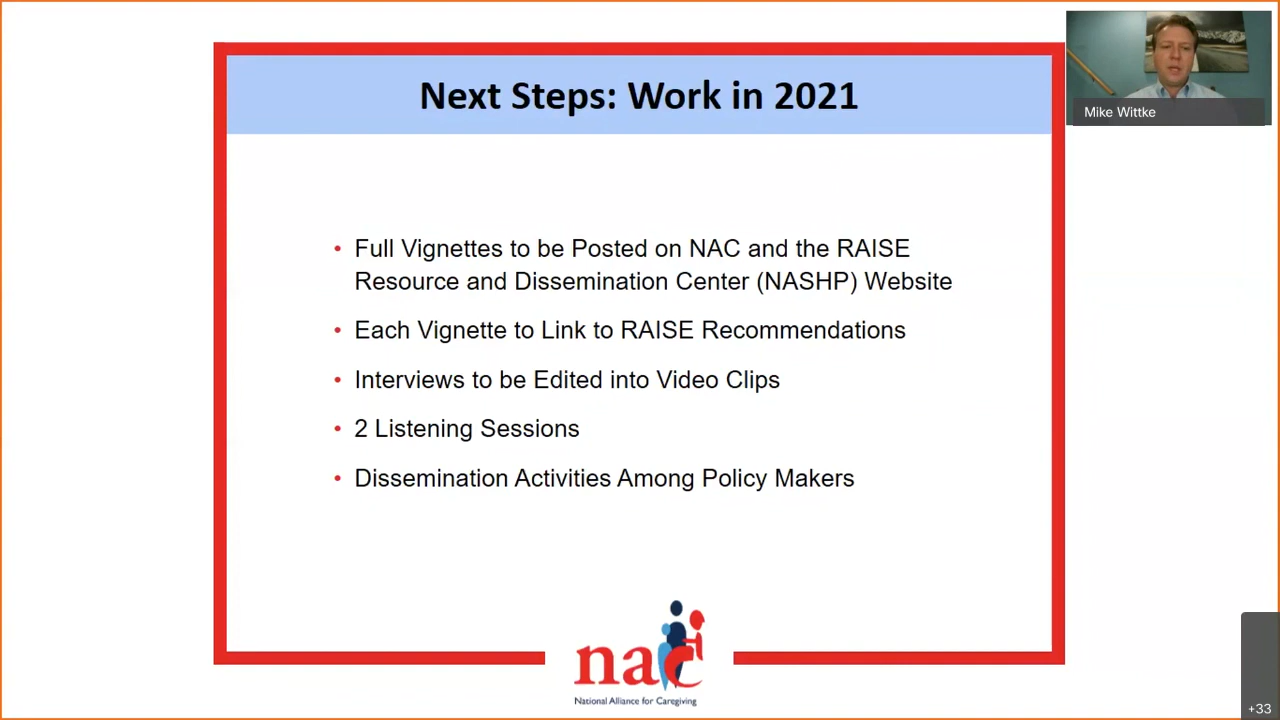 Next Steps: Work in 2021
Mike Wittke
• Full Vignettes to be Posted on NAC and the RAISE
Resource and Dissemination Center (NASHP) Website
• Each Vignette to Link to RAISE Recommendations
• Interviews to be Edited into Video Clips
• 2 Listening Sessions
• Dissemination Activities Among Policy Makers
nac
National Alliance for Caregiving
+33